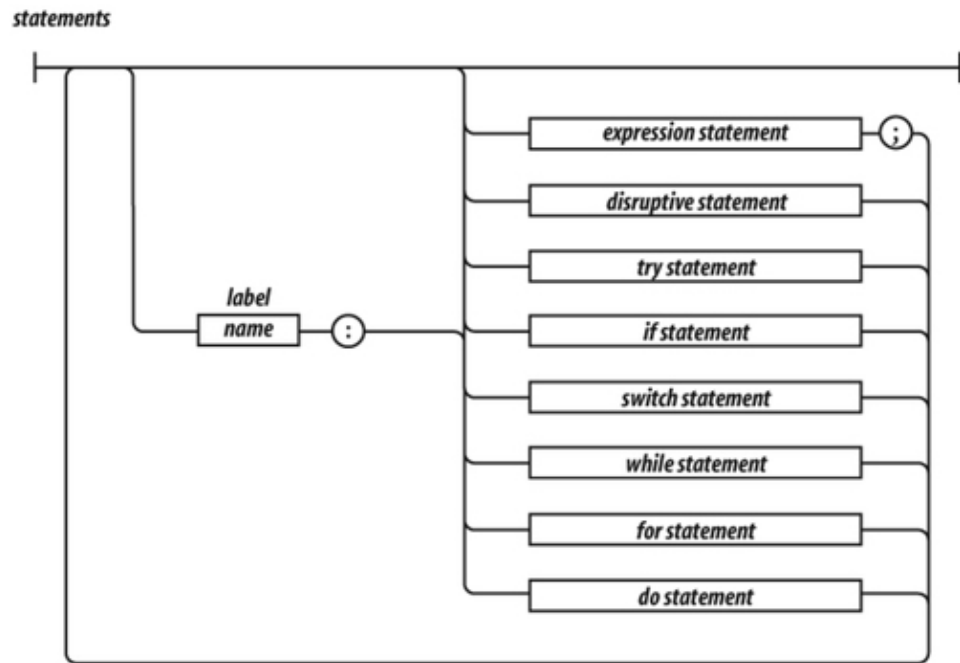 statements
expression statement ;
disruptive statement
try statement
label
name :
if statement
switch statement
while statement
for statement
do statement